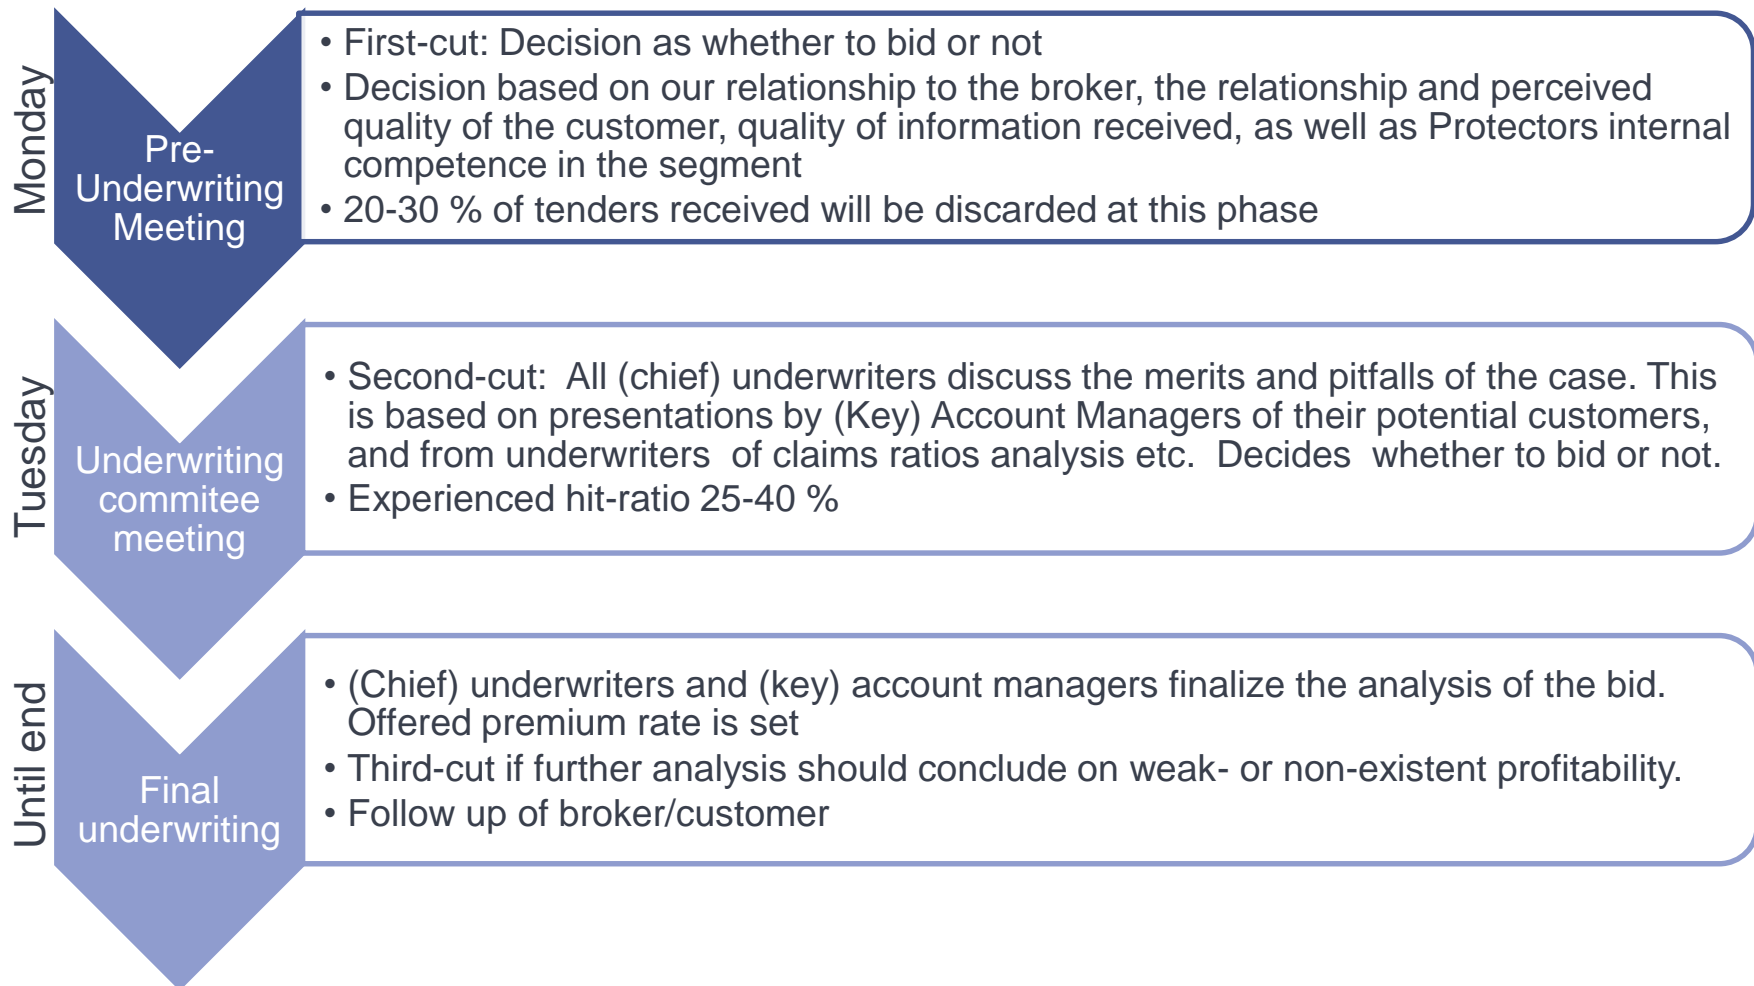 Monday
Pre-
Underwriting
Meeting
• First-cut: Decision as whether to bid or not
• Decision based on our relationship to the broker, the relationship and perceived
quality of the customer, quality of information received, as well as Protectors internal
competence in the segment
• 20-30 % of tenders received will be discarded at this phase
Tuesday
Underwriting
commitee
meeting
• Second-cut:  All (chief) underwriters discuss the merits and pitfalls of the case. This
is based on presentations by (Key) Account Managers of their potential customers,
and from underwriters  of claims ratios analysis etc.  Decides  whether to bid or not.
• Experienced hit-ratio 25-40 %
Until end
Final
underwriting
• (Chief) underwriters and (key) account managers finalize the analysis of the bid.
Offered premium rate is set
• Third-cut if further analysis should conclude on weak- or non-existent profitability.
• Follow up of broker/customer